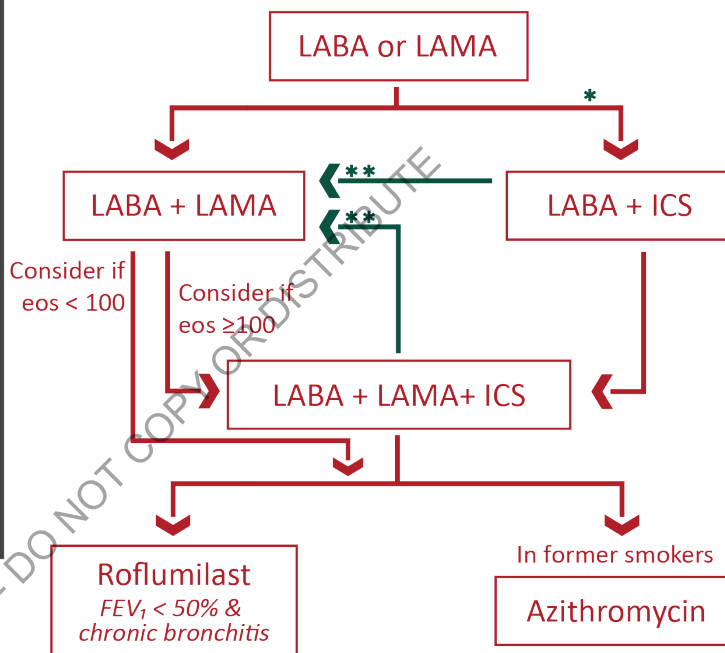 LABA or LAMA
*
LABA + LAMA
**
**
LABA + ICS
Consider if
eos < 100
Consider if
eos ≥100
LABA + LAMA+ ICS
Roflumilast
FEV₁ < 50% &
chronic bronchitis
In former smokers
Azithromycin
DO NOT COPY OR DISTRIBUTE